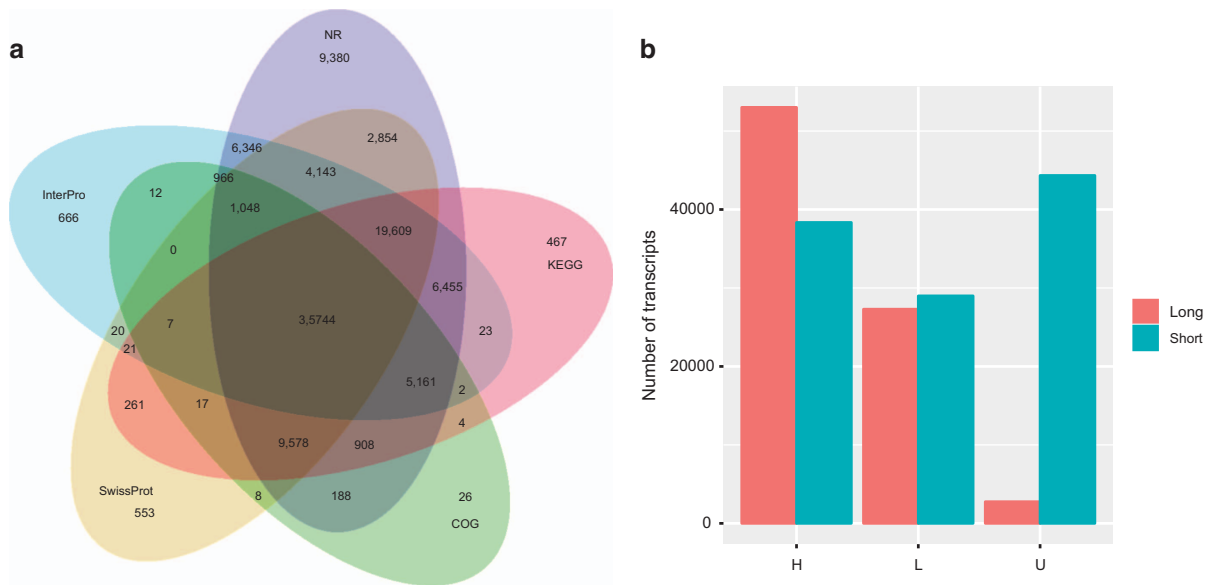 a
NR
9,380
2,854
6,346
4,143
966
12
InterPro
666
1,048
19,609
467
KEGG
0
6,455
3,5744
7
20
21
23
5,161
2
261
17
4
9,578
908
SwissProt
553
8
188
26
COG
b
Number of transcripts
40000
20000
0
H
L
U
Long
Short